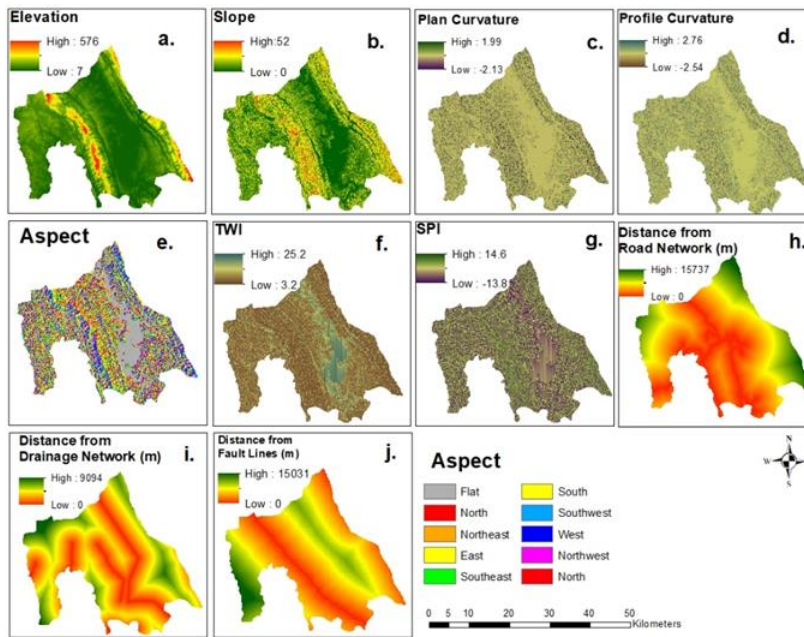 Elevation
High : 576
a.
Low : 7
Slope
High:52
b.
Low : 0
Plan Curvature
High : 1.99
c.
Low : -2.13
Profile Curvature
High : 2.76
d.
Low : -2.54
Aspect
e.
TWI
High : 25.2
f.
Low : 3.2
SPI
High : 14.6
g.
Low : -13.8
Distance from
Road Network (m)
High : 15737
h.
Low : 0
Distance from
Drainage Network (m)
High : 9094
i.
Low : 0
Distance from
Fault Lines (m)
High : 15031
j.
Low : 0
N
W E
S
Aspect
Flat
North
Northeast
East
Southeast
South
Southwest
West
Northwest
North
0 5 10 20 30 40 50
Kilometers